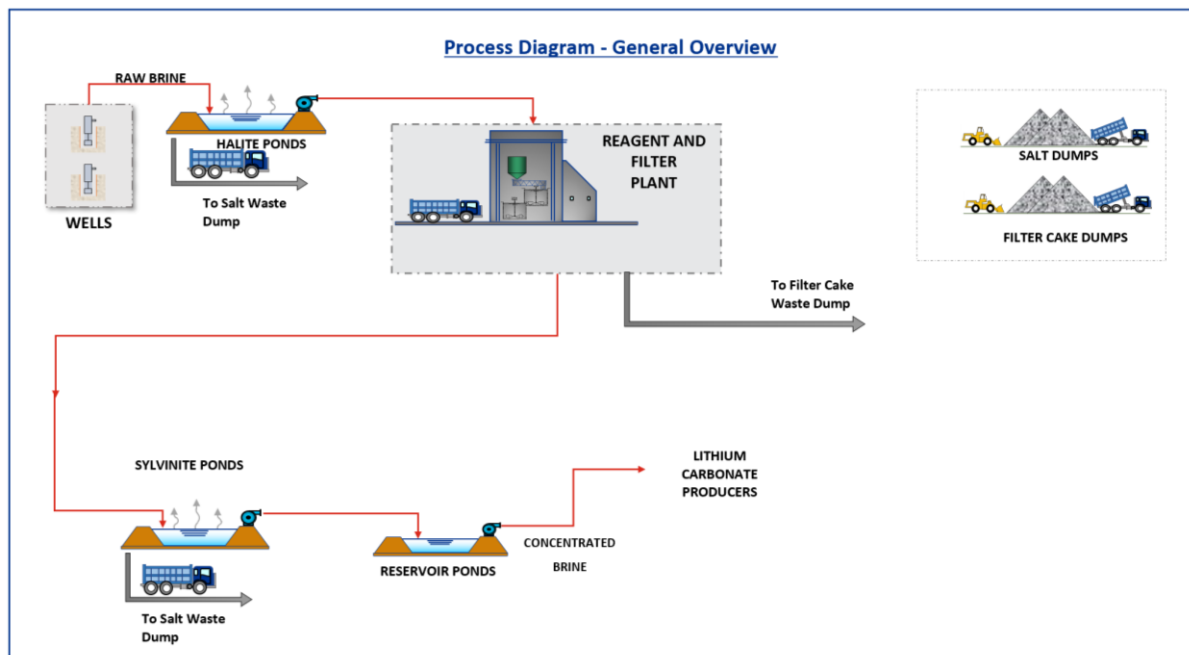 Process Diagram - General Overview
RAW BRINE
HALITE PONDS
To Salt Waste
Dump
WELLS
REAGENT AND
FILTER
PLANT
SALT DUMPS
FILTER CAKE DUMPS
To Filter Cake
Waste Dump
SYLVINITE PONDS
To Salt Waste
Dump
RESERVOIR PONDS
CONCENTRATED
BRINE
LITHIUM
CARBONATE
PRODUCERS